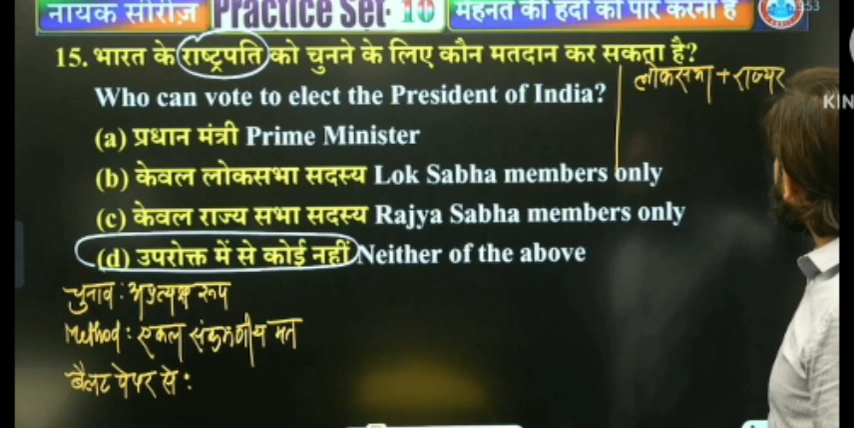 नायक सीरीज़ Practice Set- 10 मेहनत की हदों को पार करना है
15. भारत के राष्ट्रपति को चुनने के लिए कौन मतदान कर सकता है?
लोकसभा + राज्य
Who can vote to elect the President of India?
KIN
(a) प्रधान मंत्री Prime Minister
(b) केवल लोकसभा सदस्य Lok Sabha members only
(c) केवल राज्य सभा सदस्य Rajya Sabha members only
(d) उपरोक्त में से कोई नहीं Neither of the above
चुनाव : अप्रत्यक्ष रूप
Method : एकल संक्रमणीय मत
बैलट पेपर से :